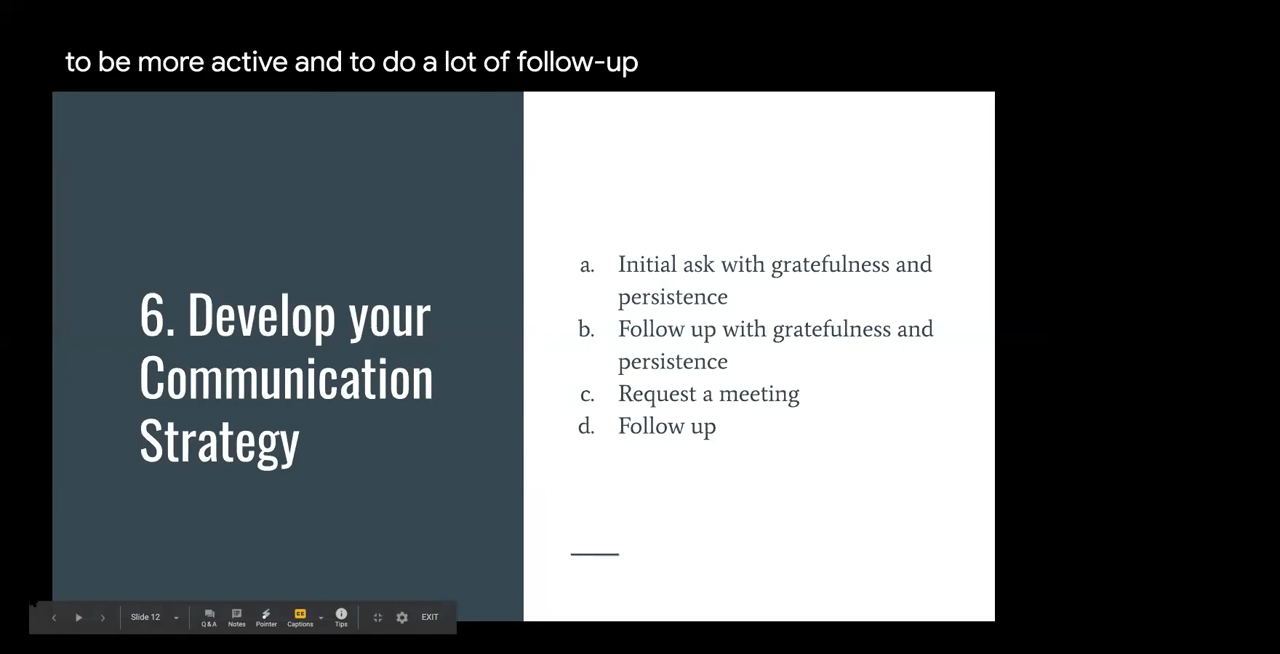 to be more active and to do a lot of follow-up
6. Develop your
Communication
Strategy
a. Initial ask with gratefulness and
persistence
b. Follow up with gratefulness and
persistence
c. Request a meeting
d. Follow up
Slide 12
Q&A
Notes
Pointer
CC
Captions
Tips
EXIT